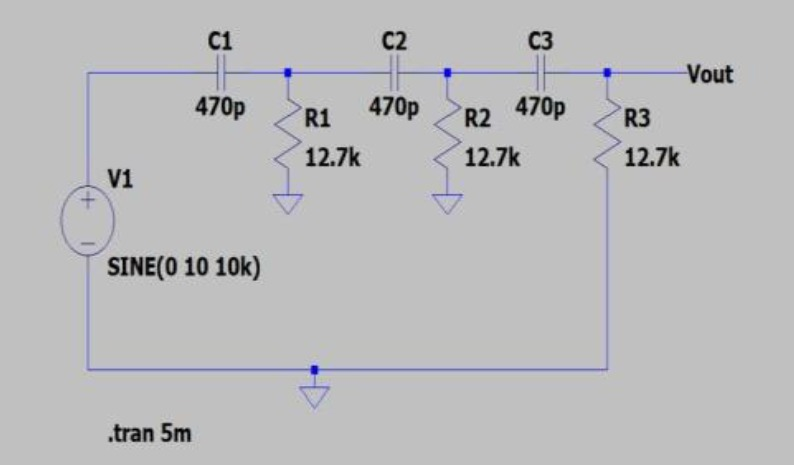 C1
C2
C3
Vout
470p
R1
470p
R2
470p
R3
12.7k
12.7k
12.7k
V1
+
−
SINE(0 10 10k)
.tran 5m